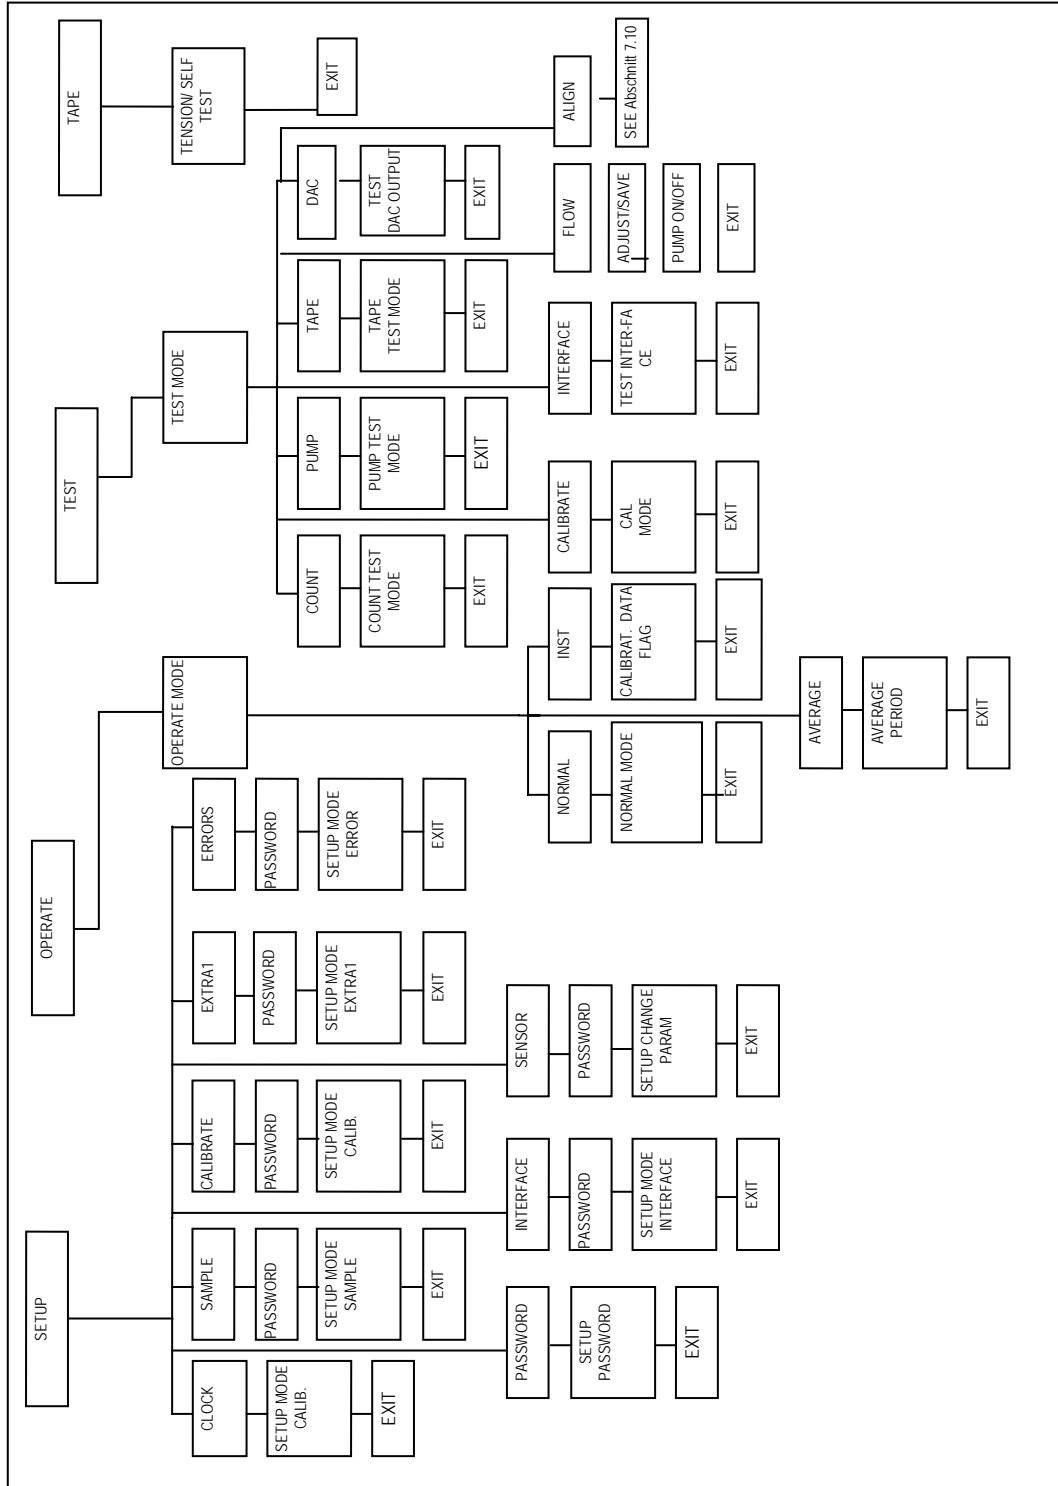 SETUP
CLOCK
SETUP MODE
CALIB.
EXIT
SAMPLE
PASSWORD
SETUP MODE
SAMPLE
EXIT
CALIBRATE
PASSWORD
SETUP MODE
CALIB.
EXIT
EXTRA1
PASSWORD
SETUP MODE
EXTRA1
EXIT
ERRORS
PASSWORD
SETUP MODE
ERROR
EXIT
PASSWORD
SETUP
PASSWORD
EXIT
INTERFACE
PASSWORD
SETUP MODE
INTERFACE
EXIT
SENSOR
PASSWORD
SETUP CHANGE
PARAM
EXIT
OPERATE
OPERATE MODE
NORMAL
NORMAL MODE
EXIT
INST
CALIBRAT. DATA
FLAG
EXIT
AVERAGE
AVERAGE
PERIOD
EXIT
TEST
TEST MODE
COUNT
COUNT TEST
MODE
EXIT
PUMP
PUMP TEST
MODE
EXIT
TAPE
TAPE
TEST MODE
EXIT
DAC
TEST
DAC OUTPUT
EXIT
CALIBRATE
CAL
MODE
EXIT
INTERFACE
TEST INTER-FA
CE
EXIT
FLOW
ADJUST/SAVE
PUMP ON/OFF
EXIT
ALIGN
SEE Abschnitt 7.10
TAPE
TENSION/ SELF
TEST
EXIT